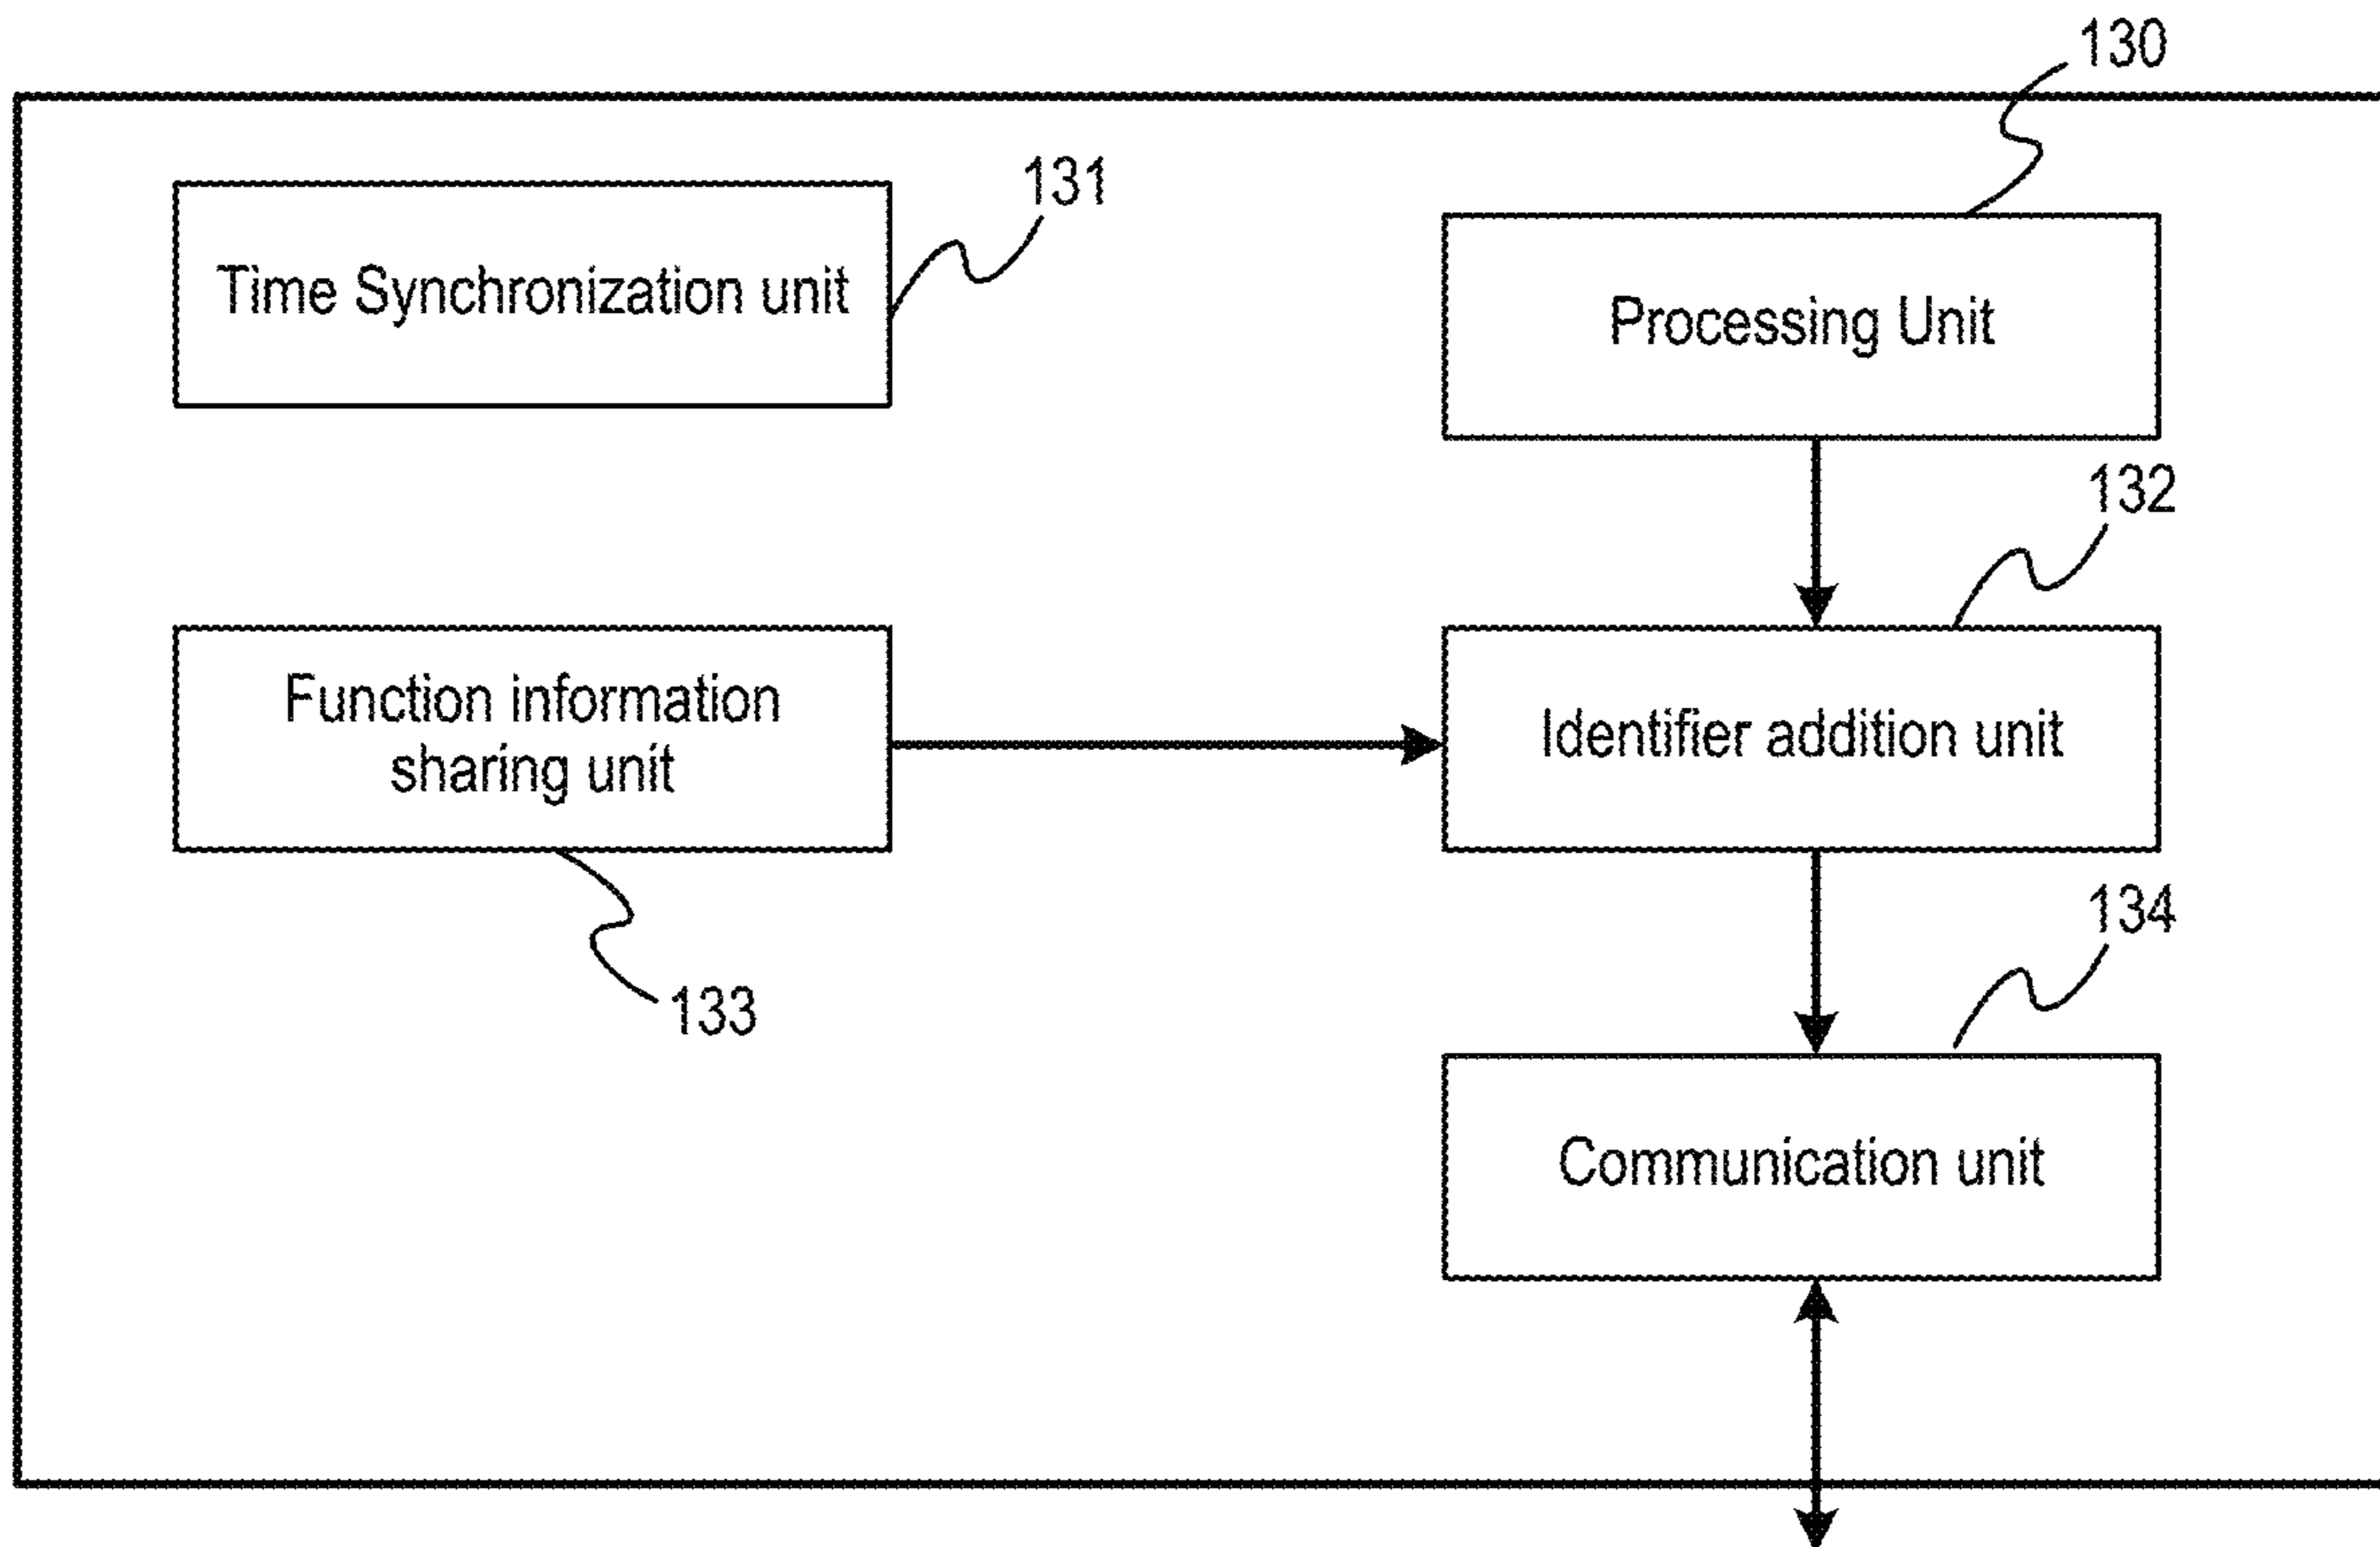 130
131
Time Synchronization unit
Processing Unit
132
Function information
sharing unit
Identifier addition unit
134
133
Communication unit